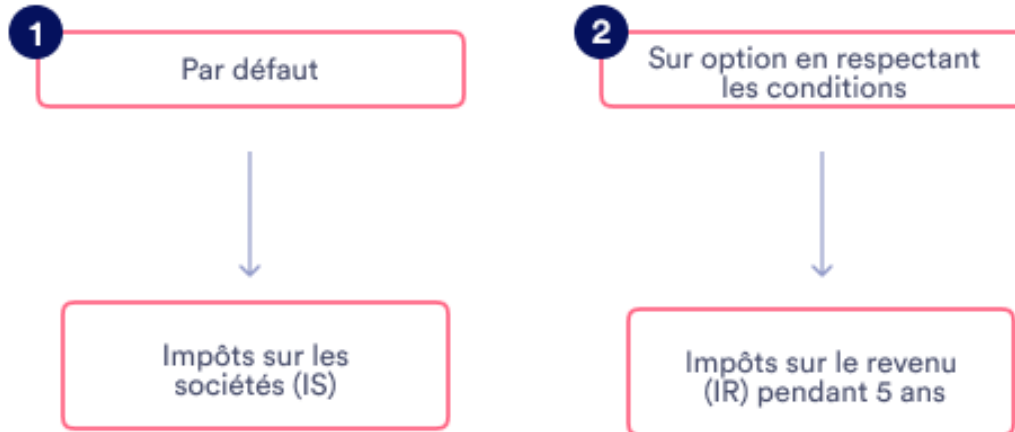 1
Par défaut
2
Sur option en respectant
les conditions
Impôts sur les
sociétés (IS)
Impôts sur le revenu
(IR) pendant 5 ans